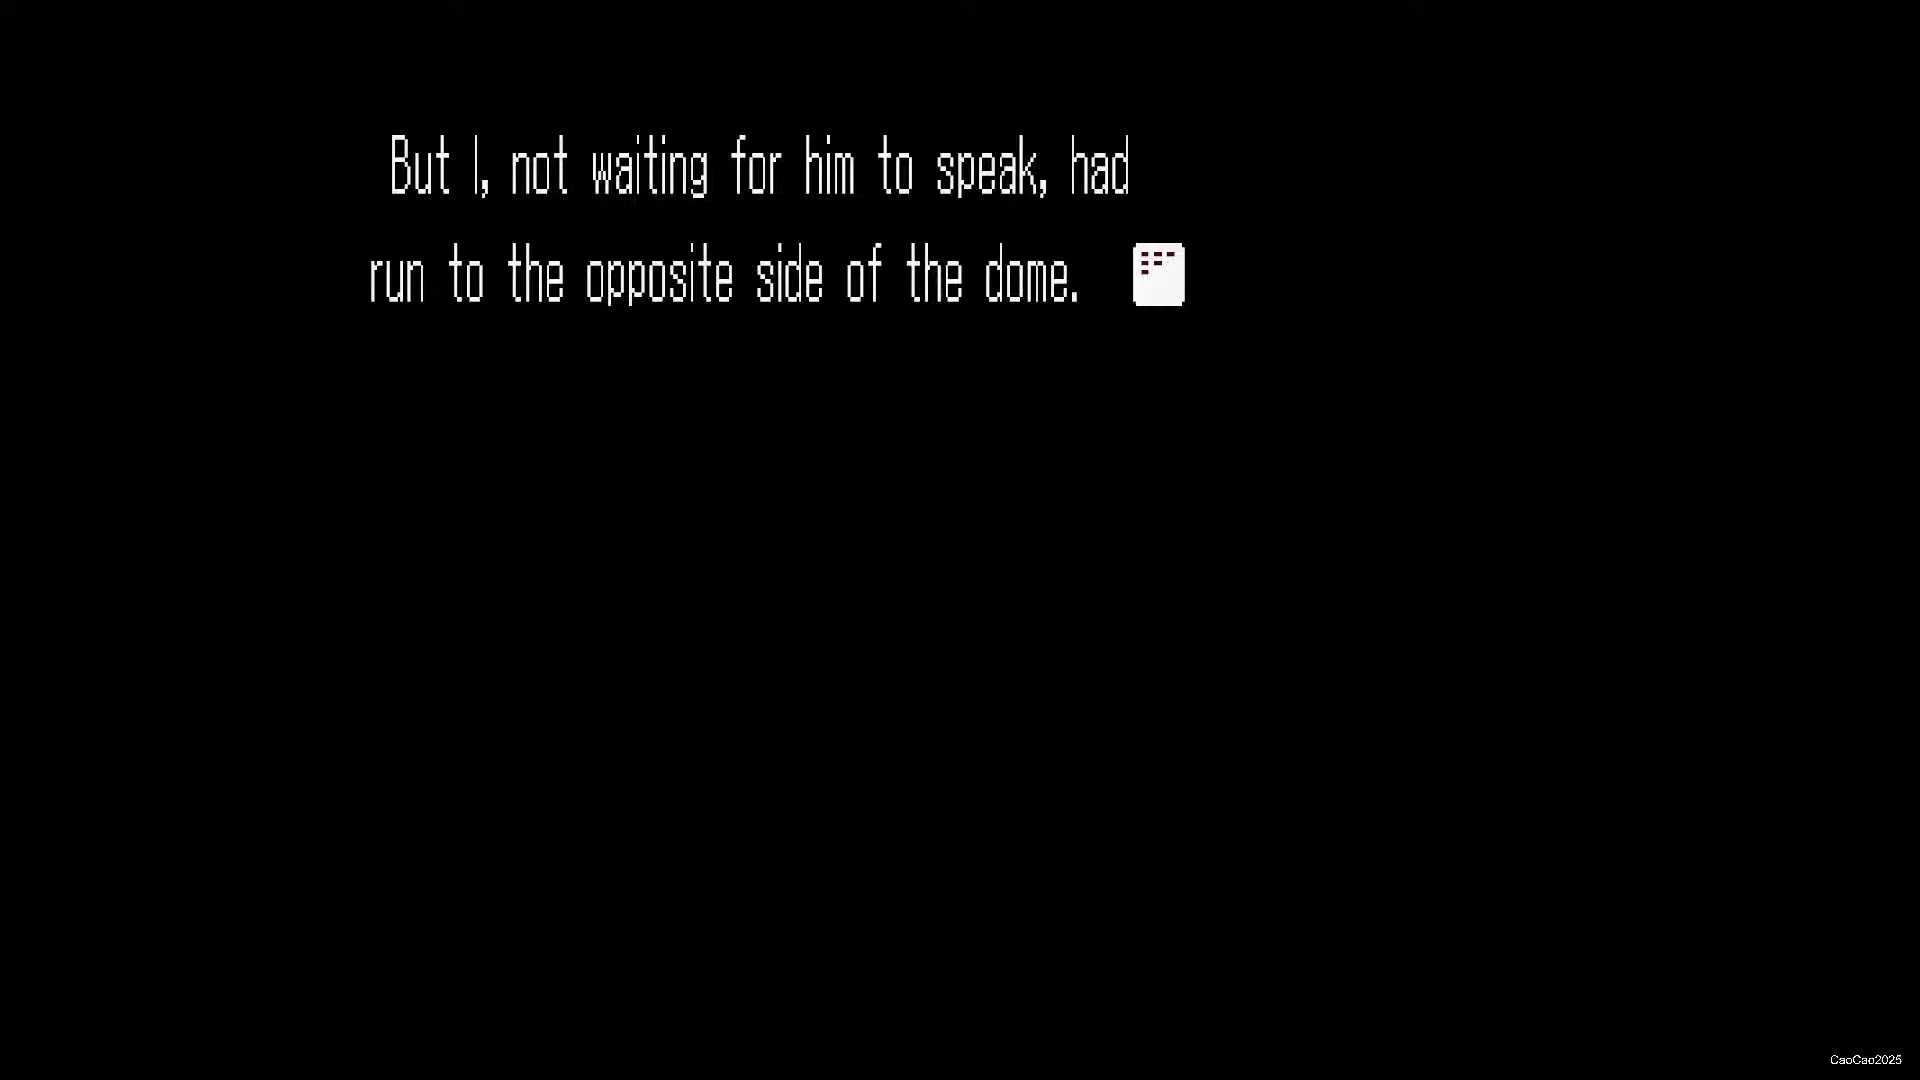 But I, not waiting for him to speak, had
run to the opposite side of the dome.
CaoCao2025